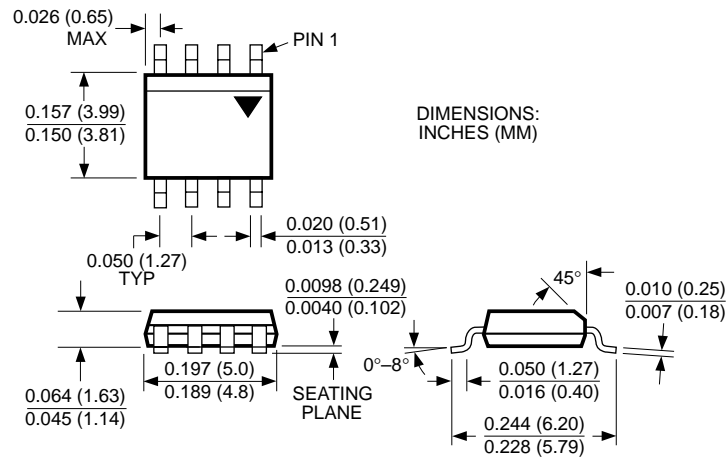 0.026 (0.65)
MAX
PIN 1
0.157 (3.99)
0.150 (3.81)
DIMENSIONS:
INCHES (MM)
0.050 (1.27)
TYP
0.020 (0.51)
0.013 (0.33)
0.0098 (0.249)
0.0040 (0.102)
45°
0.010 (0.25)
0.007 (0.18)
0°–8°
0.064 (1.63)
0.045 (1.14)
0.197 (5.0)
0.189 (4.8)
SEATING
PLANE
0.050 (1.27)
0.016 (0.40)
0.244 (6.20)
0.228 (5.79)